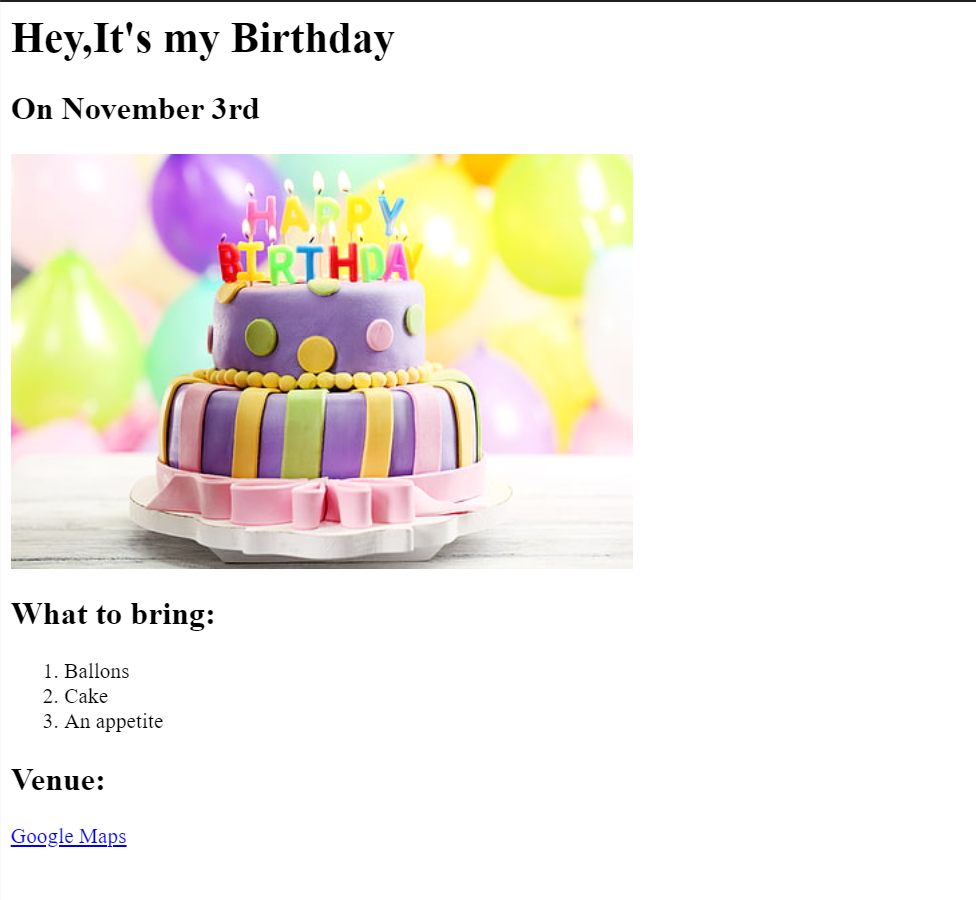 Hey,It's my Birthday
On November 3rd
HAPPY
BIRTHDAY
What to bring:
1. Ballons
2. Cake
3. An appetite
Venue:
Google Maps